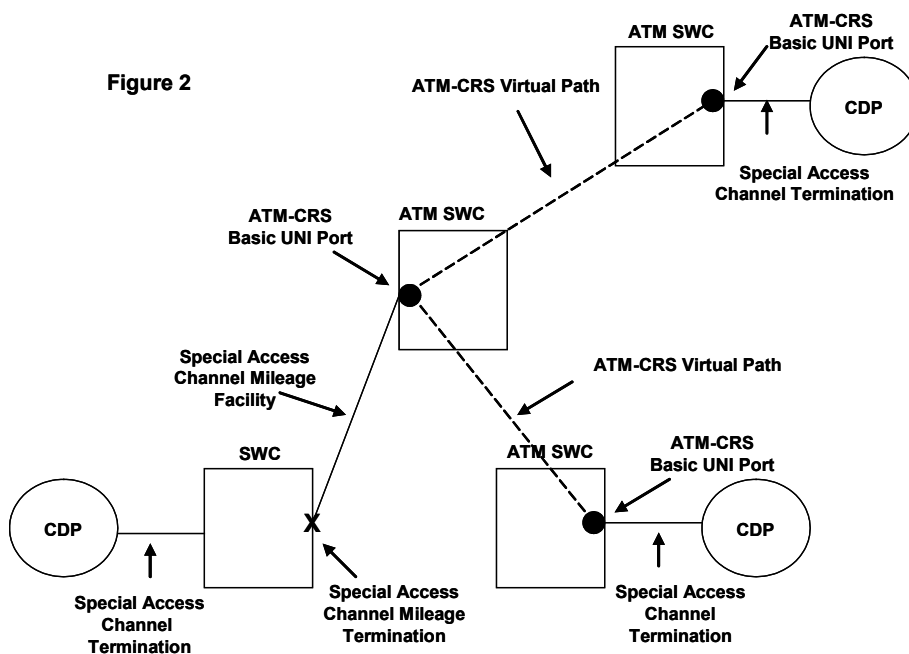 ATM-CRS
Basic UNI Port
ATM SWC
Figure 2
ATM-CRS Virtual Path
CDP
Special Access
Channel Termination
ATM-CRS
Basic UNI Port
ATM SWC
Special Access
Channel Mileage
Facility
ATM-CRS Virtual Path
SWC
ATM SWC
ATM-CRS
Basic UNI Port
CDP
X
CDP
Special Access
Channel
Termination
Special Access
Channel Mileage
Termination
Special Access
Channel
Termination